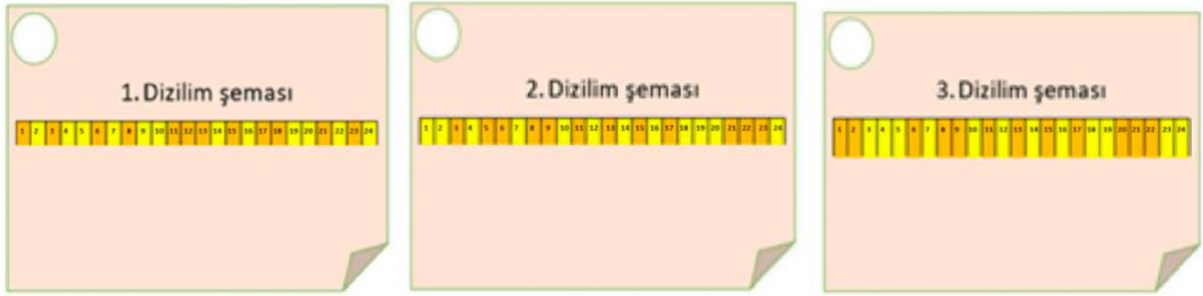 1. Dizilim şeması
1 2 3 4 5 6 7 8 9 10 11 12 13 14 15 16 17 18 19 20 21 22 23 24
2. Dizilim şeması
1 2 3 4 5 6 7 8 9 10 11 12 13 14 15 16 17 18 19 20 21 22 23 24
3. Dizilim şeması
1 2 3 4 5 6 7 8 9 10 11 12 13 14 15 16 17 18 19 20 21 22 23 24